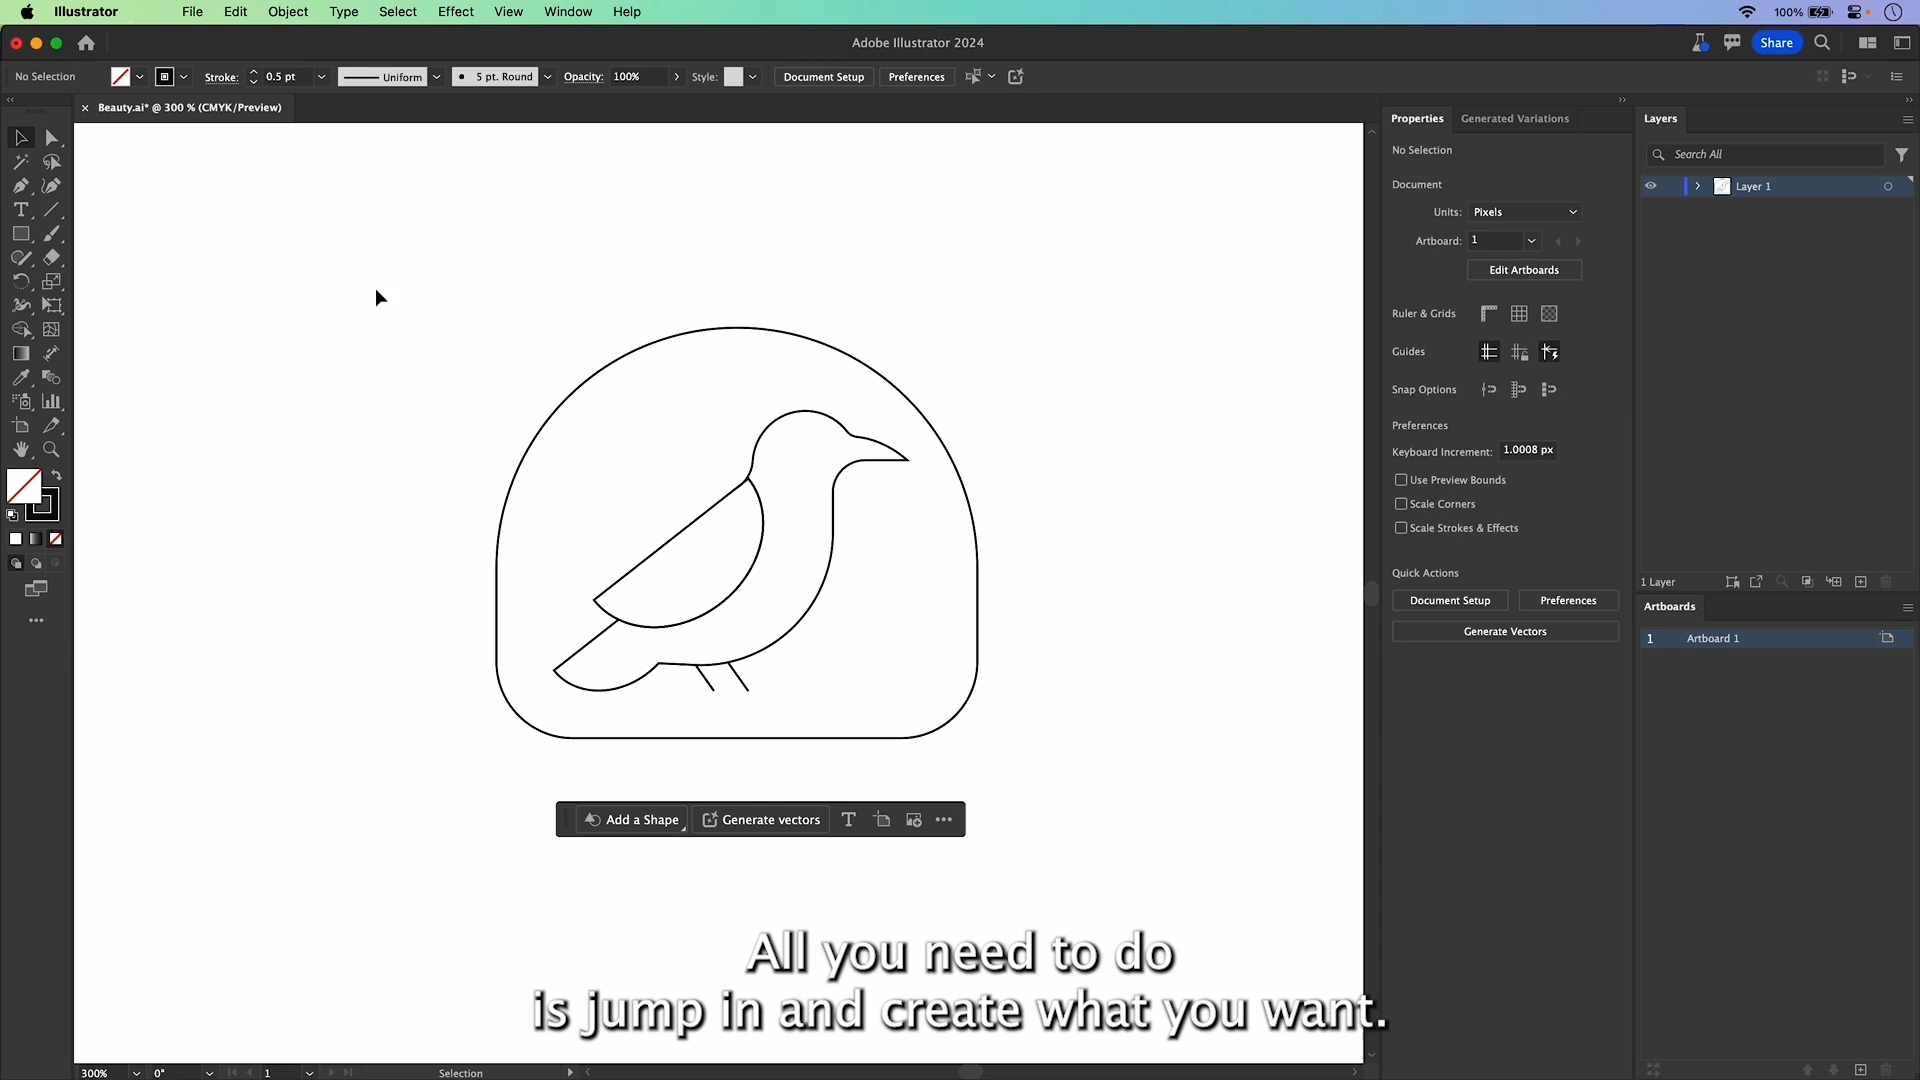 Illustrator File Edit Object Type Select Effect View Window Help 100%
Adobe Illustrator 2024 Share
No Selection Stroke: 0.5 pt Uniform 5 pt. Round Opacity: 100% Style: Document Setup Preferences
Beauty.ai* @ 300 % (CMYK/Preview)
Properties Generated Variations
No Selection
Document
Units: Pixels
Artboard: 1
Edit Artboards
Ruler & Grids
Guides
Snap Options
Preferences
Keyboard Increment: 1.0008 px
Use Preview Bounds
Scale Corners
Scale Strokes & Effects
Quick Actions
Document Setup Preferences
Generate Vectors
Layers
Search All
Layer 1
1 Layer
Artboards
1 Artboard 1
Add a Shape Generate vectors
All you need to do
is jump in and create what you want.
300% 0° 1 Selection